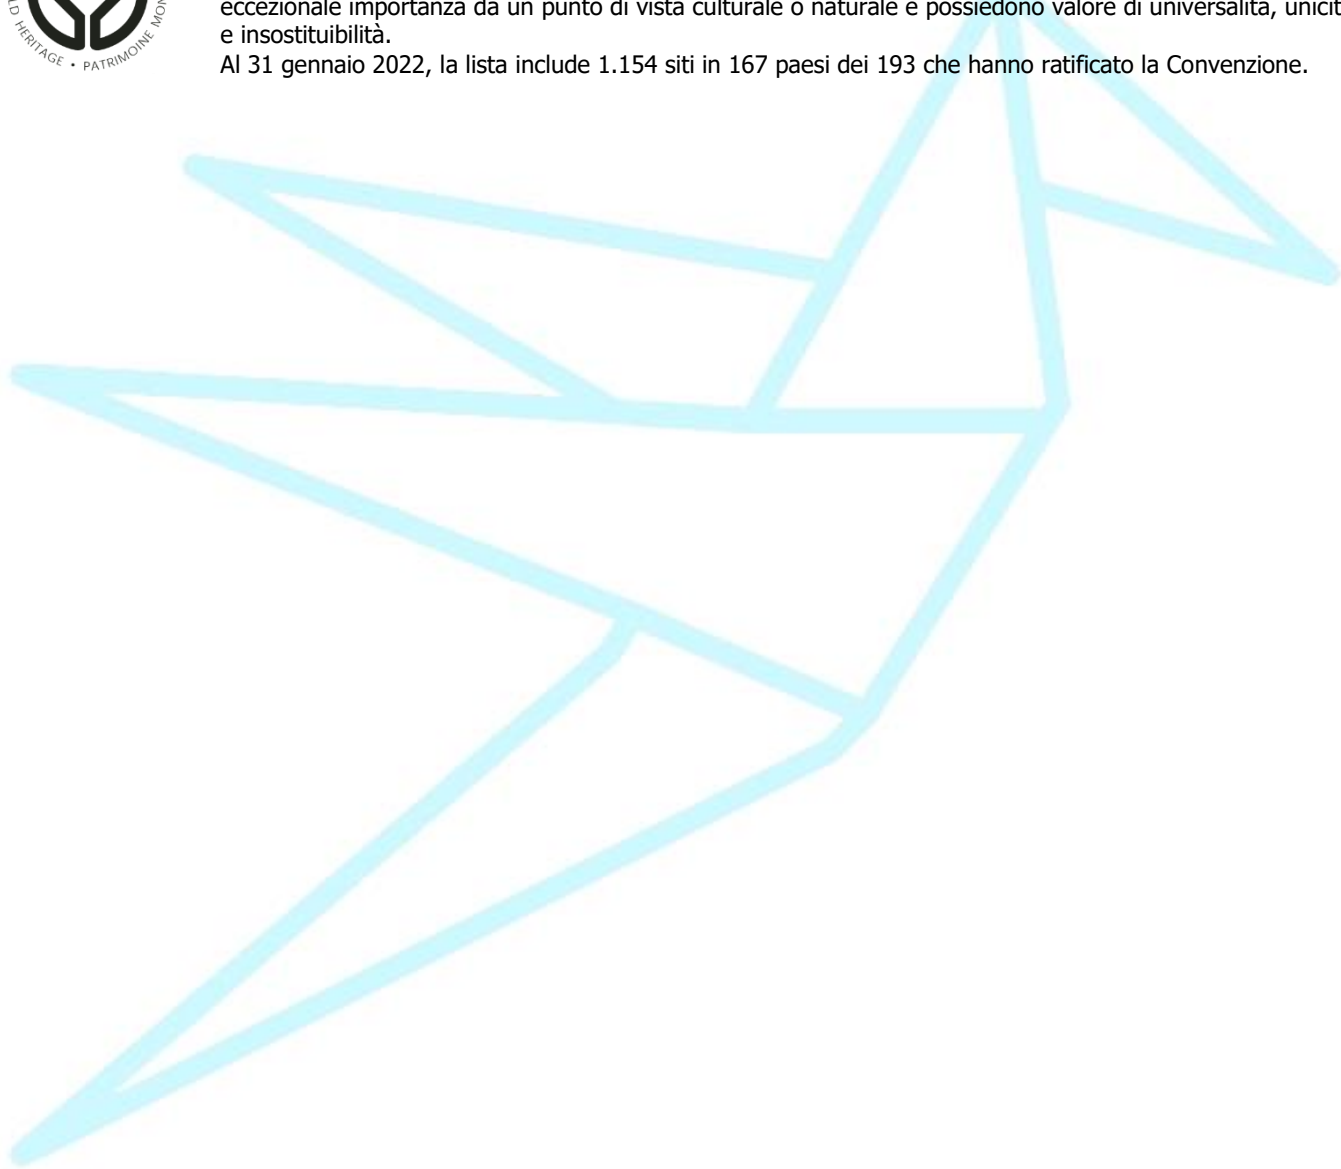 eccezionale importanza da un punto di vista culturale o naturale e possiedono valore di universalità,
e insostituibilità.
HERITAGE • PATRIMOINE
Al 31 gennaio 2022, la lista include 1.154 siti in 167 paesi dei 193 che hanno ratificato la Convenzione.